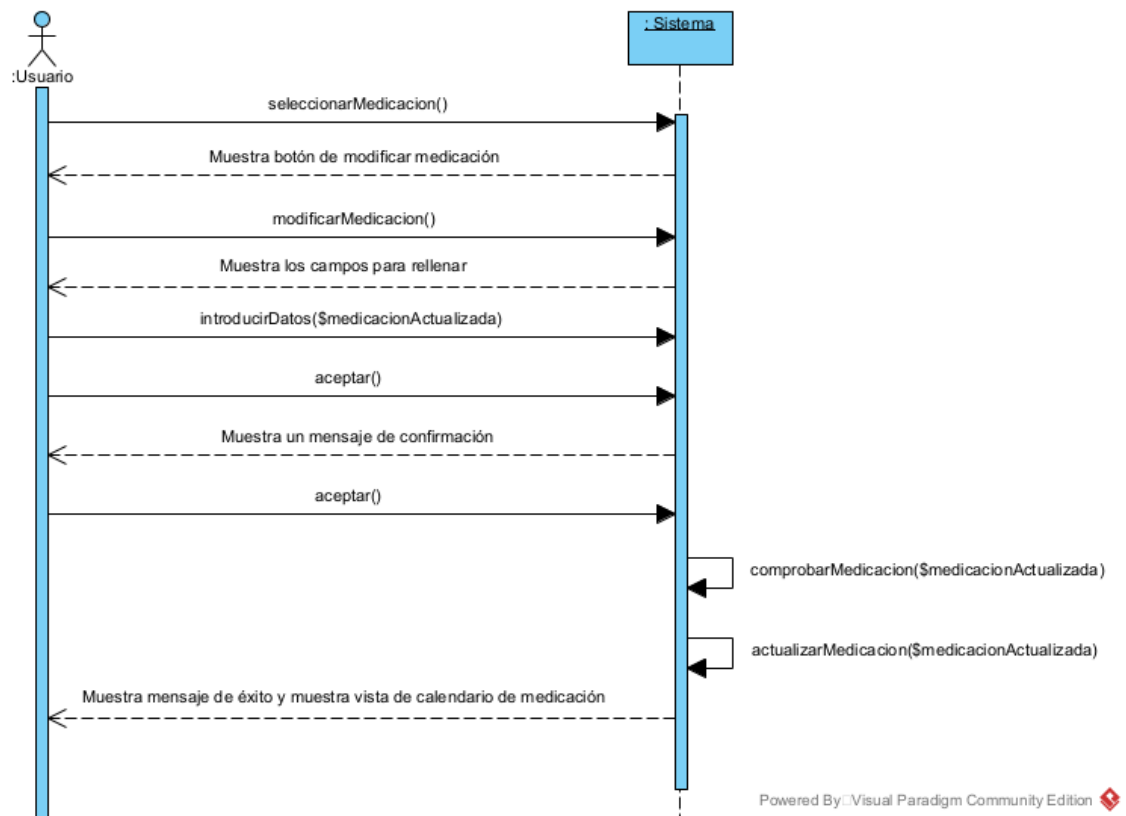 : Sistema
:Usuario
seleccionarMedicacion()
Muestra botón de modificar medicación
modificarMedicacion()
Muestra los campos para rellenar
introducirDatos($medicacionActualizada)
aceptar()
Muestra un mensaje de confirmación
aceptar()
comprobarMedicacion($medicacionActualizada)
actualizarMedicacion($medicacionActualizada)
Muestra mensaje de éxito y muestra vista de calendario de medicación
Powered By Visual Paradigm Community Edition